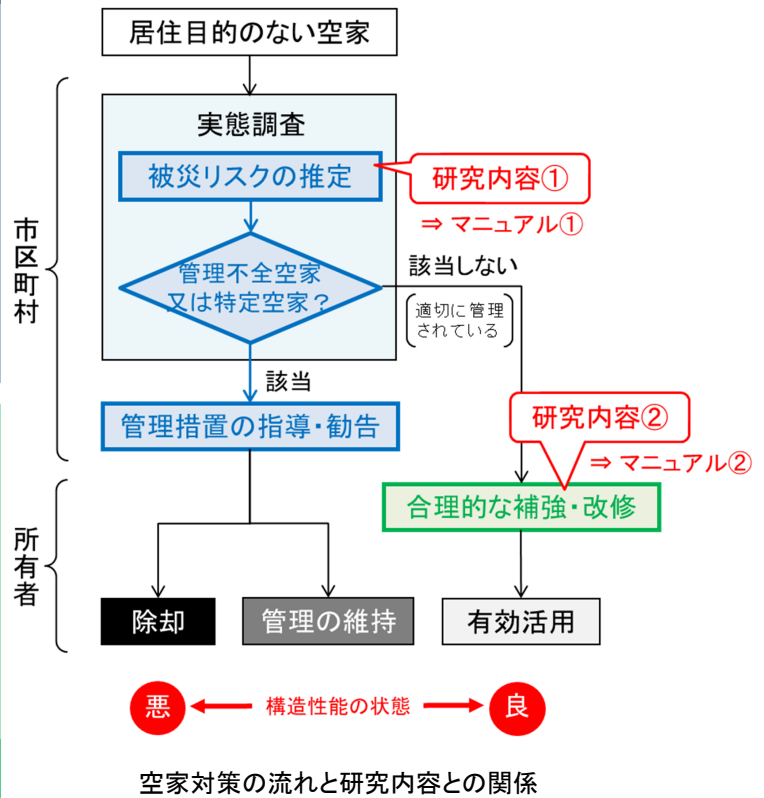 居住目的のない空家
実態調査
被災リスクの推定
研究内容①
⇒ マニュアル①
市区町村
管理不全空家
又は特定空家？
該当しない
適切に管理
されている
該当
管理措置の指導・勧告
研究内容②
⇒ マニュアル②
合理的な補強・改修
所有者
除却
管理の維持
有効活用
悪
構造性能の状態
良
空家対策の流れと研究内容との関係